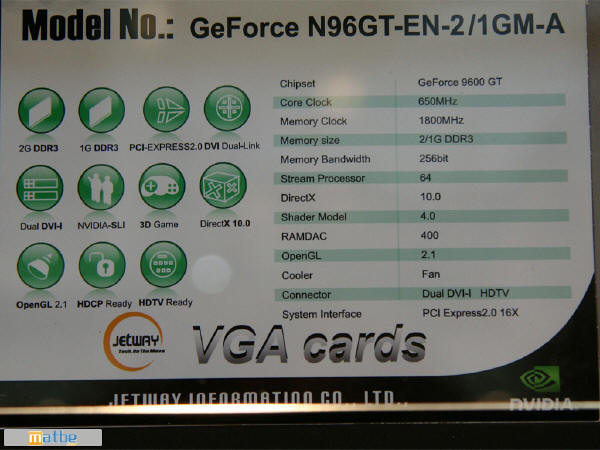 Model No.: GeForce N96GT-EN-2/1GM-A
2G DDR3 1G DDR3 PCI-EXPRESS2.0 DVI Dual-Link
Dual DVI-I NVIDIA-SLI 3D Game DirectX 10.0
OpenGL 2.1 HDCP Ready HDTV Ready
Chipset GeForce 9600 GT
Core Clock 650MHz
Memory Clock 1800MHz
Memory size 2/1G DDR3
Memory Bandwidth 256bit
Stream Processor 64
DirectX 10.0
Shader Model 4.0
RAMDAC 400
OpenGL 2.1
Cooler Fan
Connector Dual DVI-I HDTV
System Interface PCI Express2.0 16X
JETWAY
Tech. On The Move
VGA cards
JETWAY INFORMATION CO., LTD.
NVIDIA
matbe